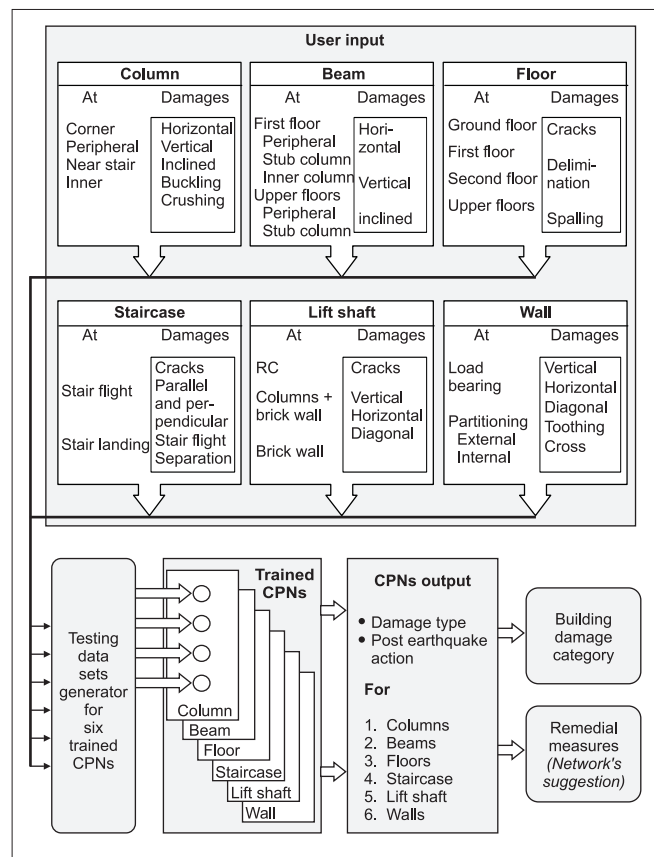 User input
Column
At Damages
Corner
Peripheral
Near stair
Inner
Horizontal
Vertical
Inclined
Buckling
Crushing
Beam
At Damages
First floor
Peripheral
Stub column
Inner column
Upper floors
Peripheral
Stub column
Hori-
zontal
Vertical
inclined
Floor
At Damages
Ground floor
First floor
Second floor
Upper floors
Cracks
Delimi-
nation
Spalling
Staircase
At Damages
Stair flight
Stair landing
Cracks
Parallel
and per-
pendicular
Stair flight
Separation
Lift shaft
At Damages
RC
Columns +
brick wall
Brick wall
Cracks
Vertical
Horizontal
Diagonal
Wall
At Damages
Load
bearing
Partitioning
External
Internal
Vertical
Horizontal
Diagonal
Toothing
Cross
Testing
data
sets
generator
for
six
trained
CPNs
Trained
CPNs
Column
Beam
Floor
Staircase
Lift shaft
Wall
CPNs output
• Damage type
• Post earthquake
action
For
1. Columns
2. Beams
3. Floors
4. Staircase
5. Lift shaft
6. Walls
Building
damage
category
Remedial
measures
(Network's
suggestion)